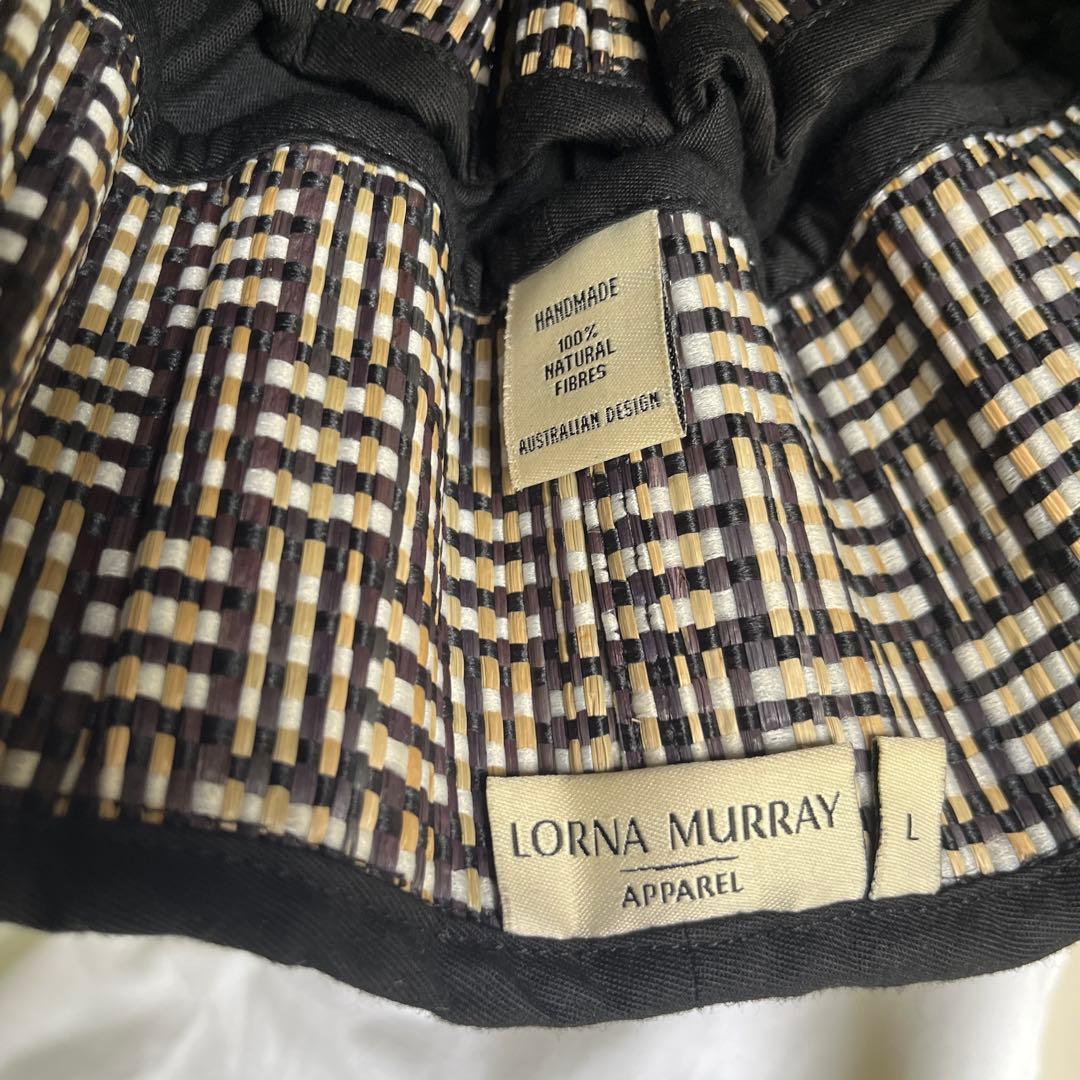 HANDMADE
100%
NATURAL
FIBRES
AUSTRALIAN DESIGN
LORNA MURRAY
APPAREL
L